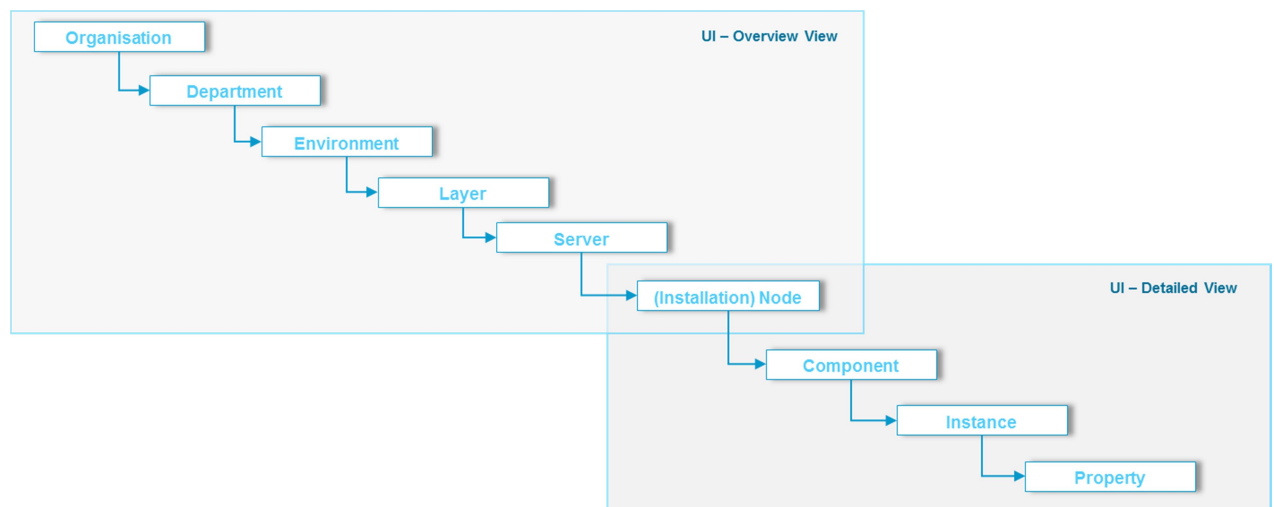 Organisation
UI – Overview View
Department
Environment
Layer
Server
(Installation) Node
UI – Detailed View
Component
Instance
Property